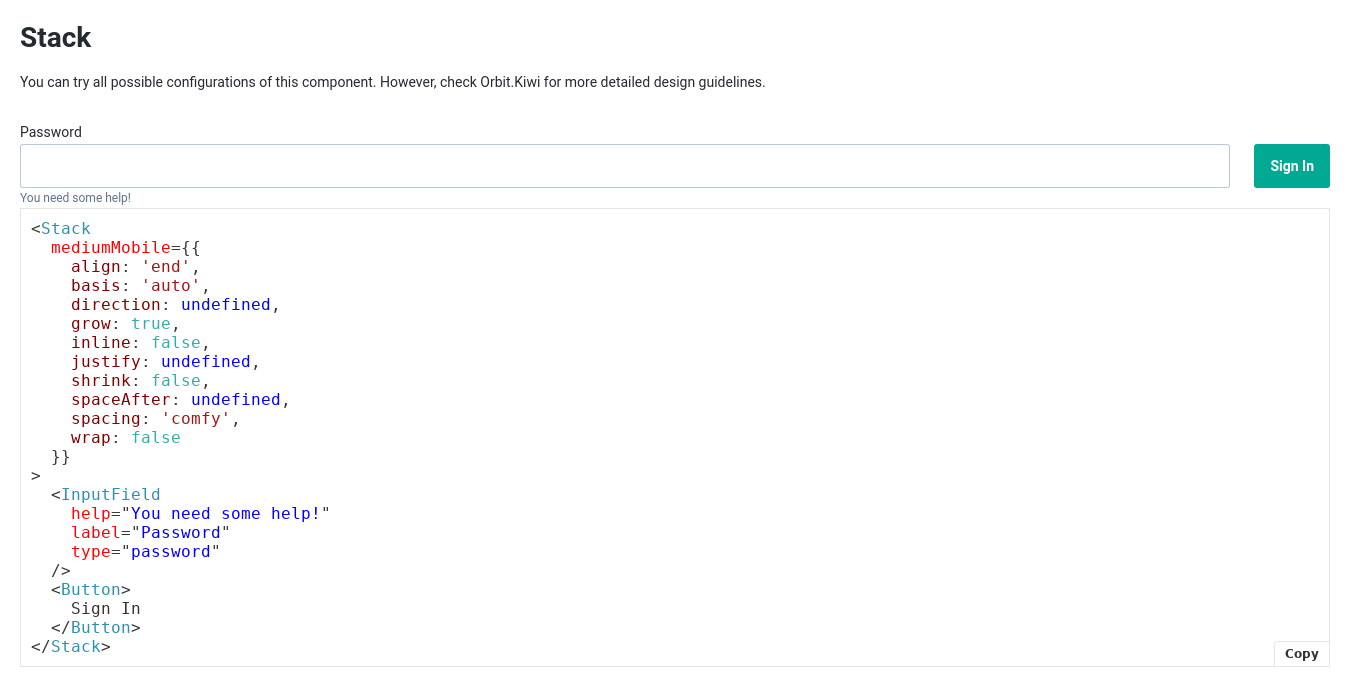 Stack
You can try all possible configurations of this component. However, check Orbit.Kiwi for more detailed design guidelines.
Password
Sign In
You need some help!
<Stack
  mediumMobile={{
    align: 'end',
    basis: 'auto',
    direction: undefined,
    grow: true,
    inline: false,
    justify: undefined,
    shrink: false,
    spaceAfter: undefined,
    spacing: 'comfy',
    wrap: false
  }}
>
  <InputField
    help="You need some help!"
    label="Password"
    type="password"
  />
  <Button>
    Sign In
  </Button>
</Stack>
Copy